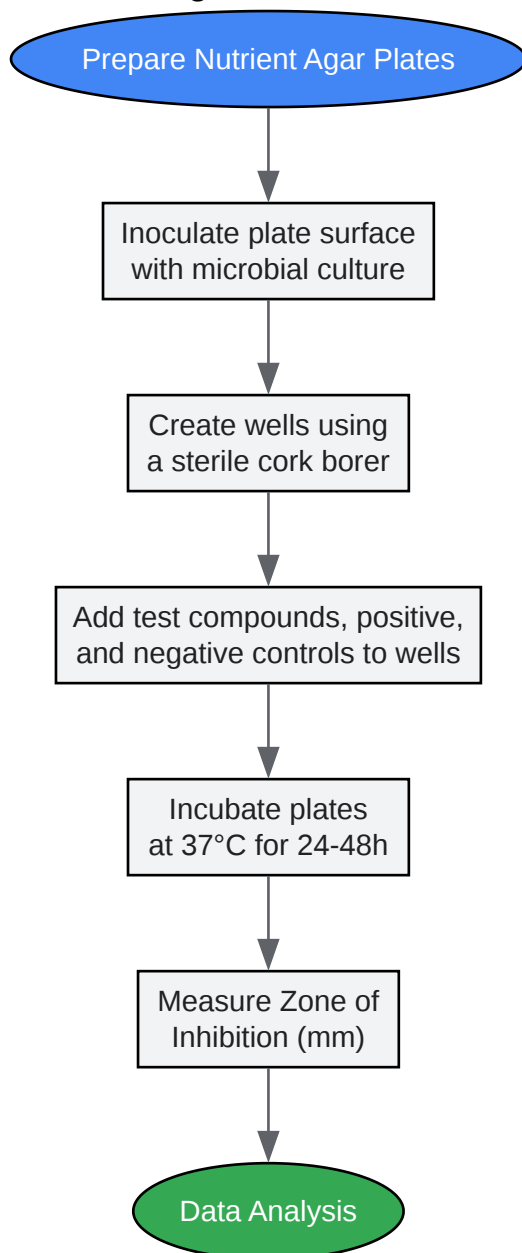 Prepare Nutrient Agar Plates
Inoculate plate surface
with microbial culture
Create wells using
a sterile cork borer
Add test compounds, positive,
and negative controls to wells
Incubate plates
at 37°C for 24-48h
Measure Zone of
Inhibition (mm)
Data Analysis